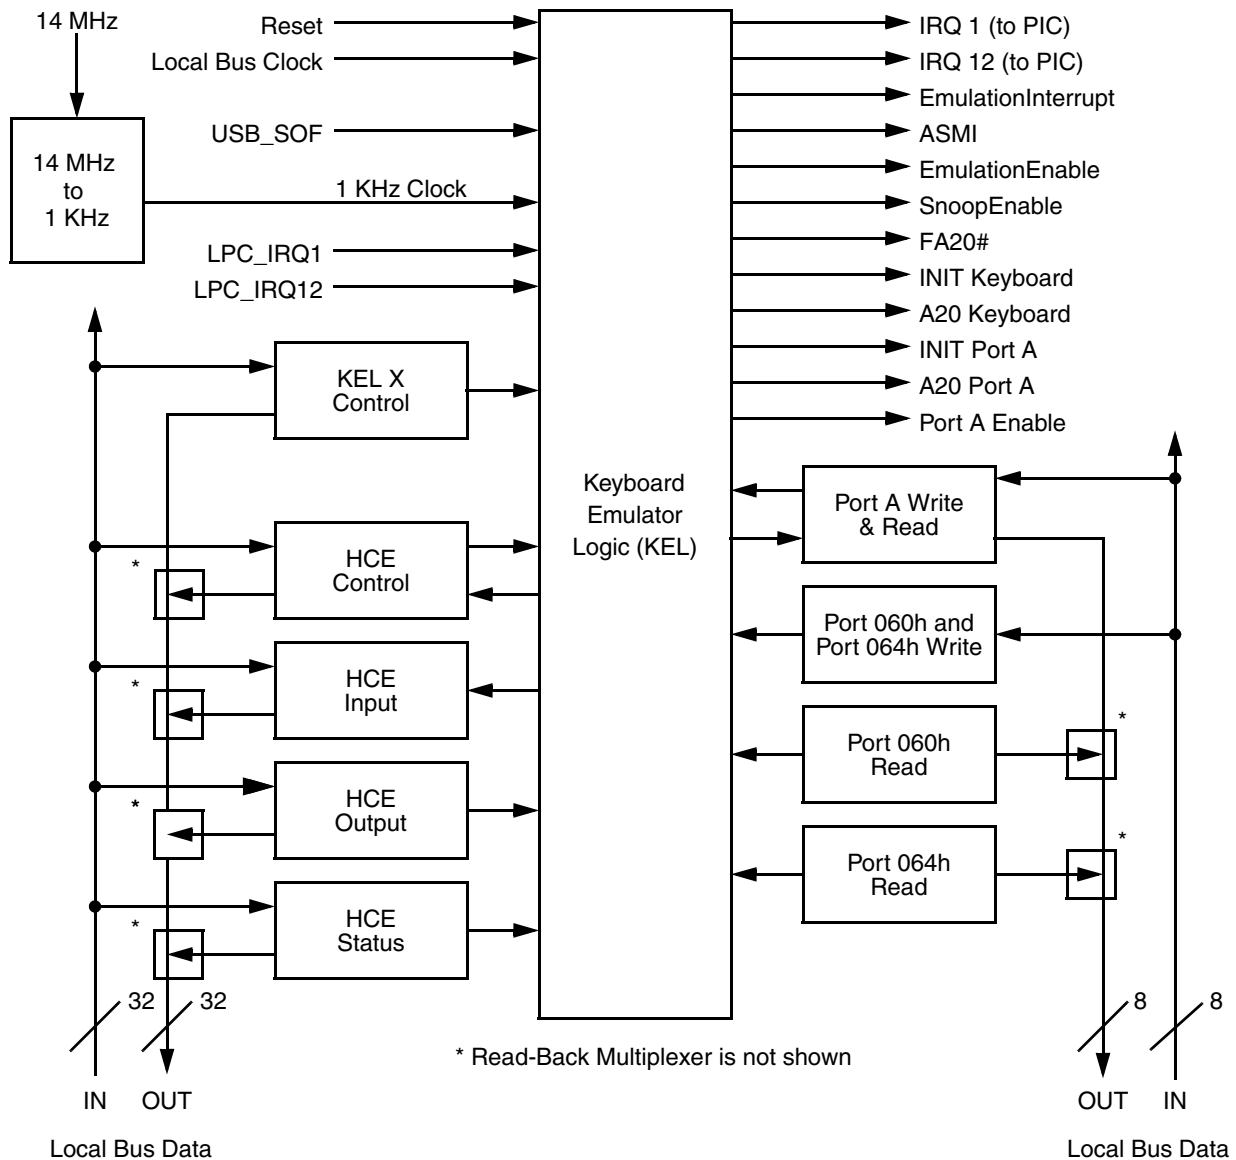 14 MHz
Reset
IRQ 1 (to PIC)
Local Bus Clock
IRQ 12 (to PIC)
EmulationInterrupt
USB_SOF
ASMI
14 MHz
to
1 KHz
EmulationEnable
1 KHz Clock
SnoopEnable
LPC_IRQ1
FA20#
LPC_IRQ12
INIT Keyboard
A20 Keyboard
INIT Port A
KEL X
Control
A20 Port A
Port A Enable
Keyboard
Emulator
Logic (KEL)
Port A Write
& Read
HCE
Control
*
Port 060h and
Port 064h Write
HCE
Input
*
Port 060h
Read
*
HCE
Output
*
Port 064h
Read
*
HCE
Status
*
32
32
8
8
* Read-Back Multiplexer is not shown
IN
OUT
OUT
IN
Local Bus Data
Local Bus Data